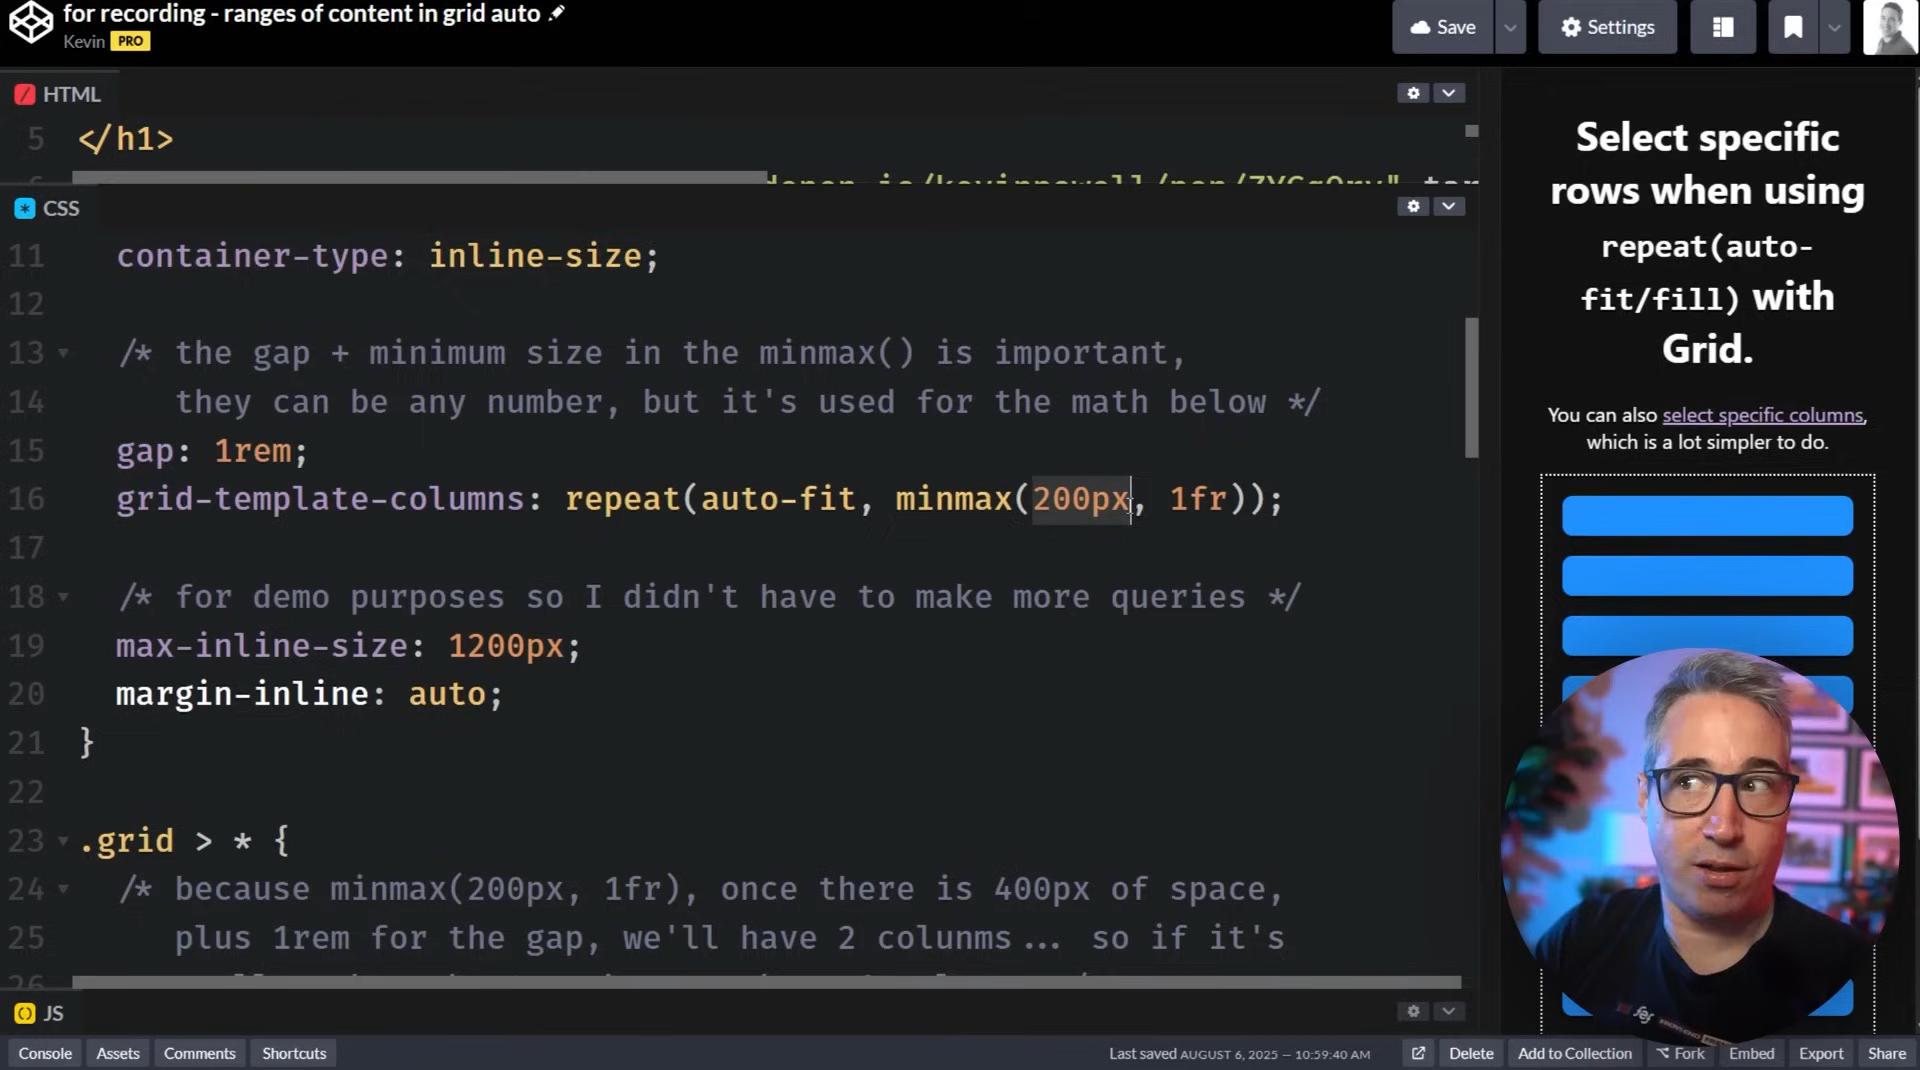 for recording - ranges of content in grid auto
Kevin PRO
Save
Settings
HTML
5 </h1>
CSS
11 container-type: inline-size;
12
13 /* the gap + minimum size in the minmax() is important,
14 they can be any number, but it's used for the math below */
15 gap: 1rem;
16 grid-template-columns: repeat(auto-fit, minmax(200px, 1fr));
17
18 /* for demo purposes so I didn't have to make more queries */
19 max-inline-size: 1200px;
20 margin-inline: auto;
21 }
22
23 .grid > * {
24 /* because minmax(200px, 1fr), once there is 400px of space,
25 plus 1rem for the gap, we'll have 2 colunms... so if it's
JS
Select specific
rows when using
repeat(auto-
fit/fill) with
Grid.
You can also select specific columns,
which is a lot simpler to do.
Console Assets Comments Shortcuts
Last saved AUGUST 6, 2025 — 10:59:40 AM
Delete Add to Collection Fork Embed Export Share